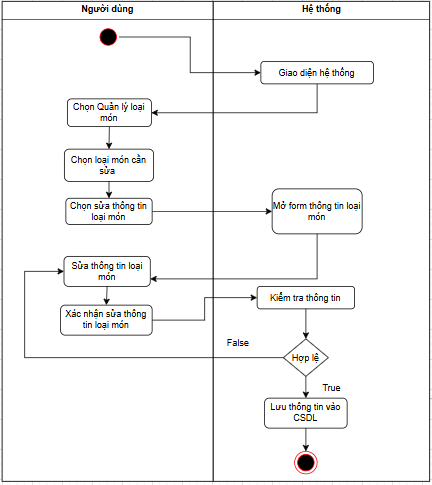 Người dùng
Hệ thống
Giao diện hệ thống
Chọn Quản lý loại
món
Chọn loại món cần
sửa
Chọn sửa thông tin
loại món
Mở form thông tin loại
món
Sửa thông tin loại
món
Kiểm tra thông tin
Xác nhận sửa thông
tin loại món
False
Hợp lệ
True
Lưu thông tin vào
CSDL